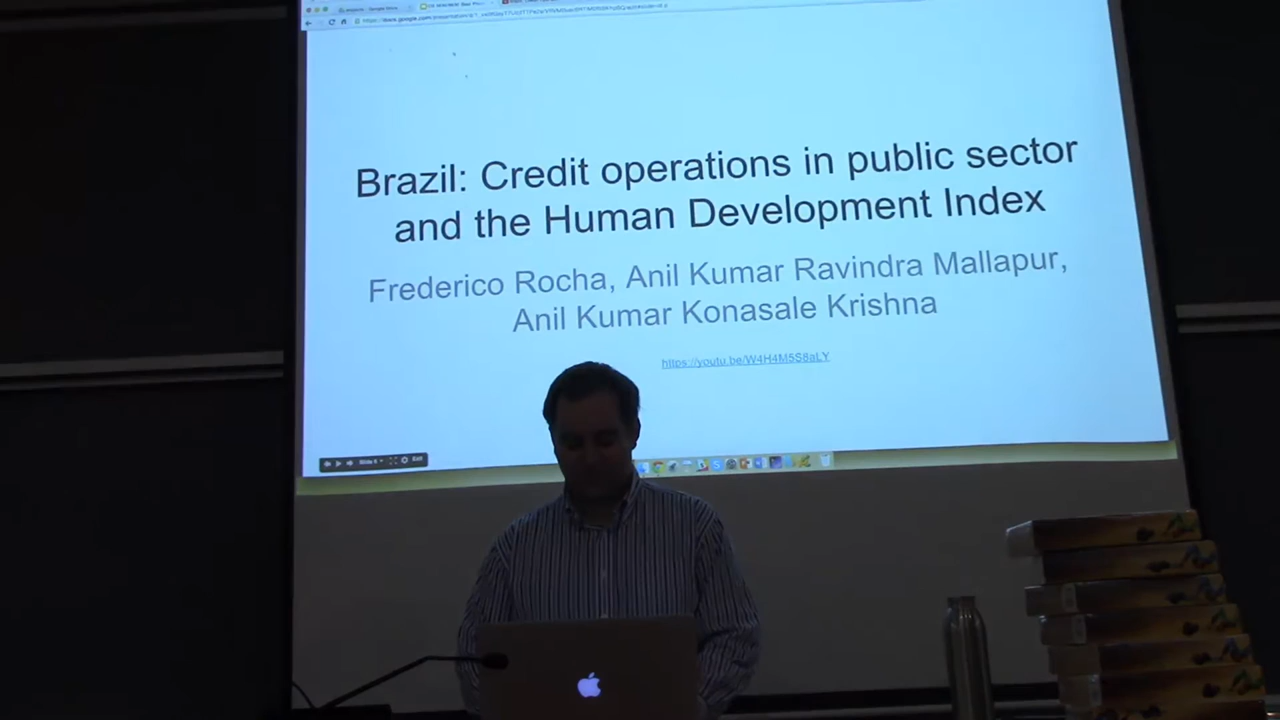 Brazil: Credit operations in public sector
and the Human Development Index
Frederico Rocha, Anil Kumar Ravindra Mallapur,
Anil Kumar Konasale Krishna
https://youtu.be/W4H4M5S8aLY
Exit